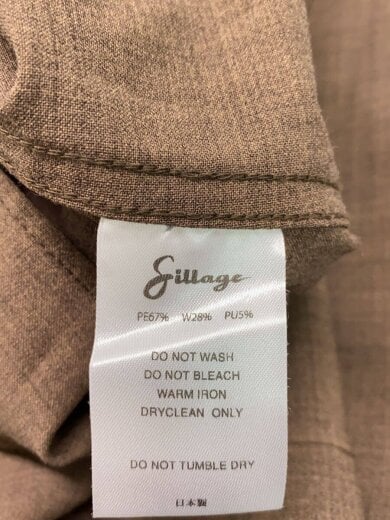 Sillage
PE67% W28% PU5%
DO NOT WASH
DO NOT BLEACH
WARM IRON
DRYCLEAN ONLY
DO NOT TUMBLE DRY
日本製